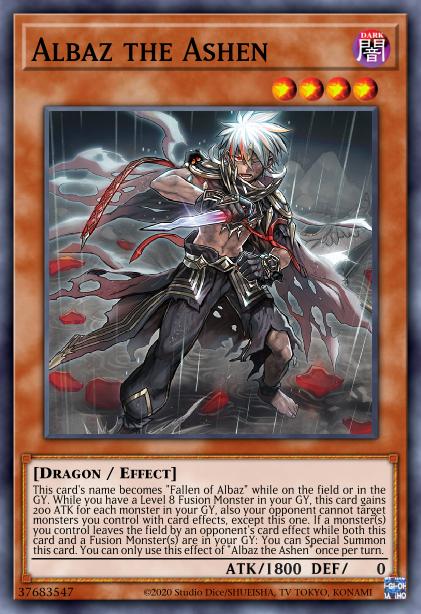 ALBAZ THE ASHEN
DARK
闇
[DRAGON / EFFECT]
This card's name becomes "Fallen of Albaz" while on the field or in the
GY. While you have a Level 8 Fusion Monster in your GY, this card gains
200 ATK for each monster in your GY, also your opponent cannot target
monsters you control with card effects, except this one. If a monster(s)
you control leaves the field by an opponent's card effect while both this
card and a Fusion Monster(s) are in your GY: You can Special Summon
this card. You can only use this effect of "Albaz the Ashen" once per turn.
ATK/1800 DEF/ 0
37683547 ©2020 Studio Dice/SHUEISHA, TV TOKYO, KONAMI